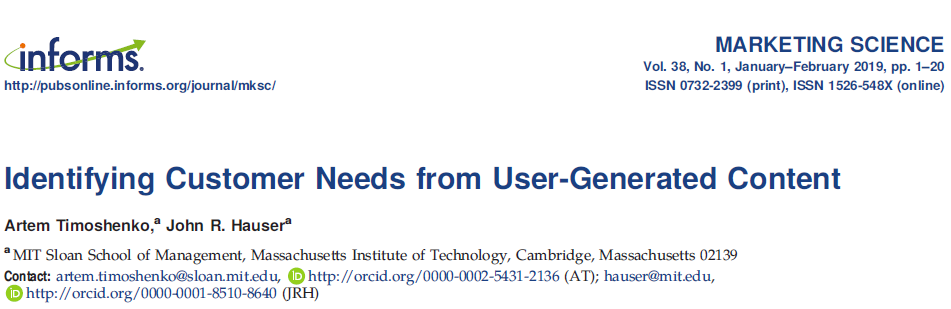 informs.
http://pubsonline.informs.org/journal/mksc/
MARKETING SCIENCE
Vol. 38, No. 1, January–February 2019, pp. 1–20
ISSN 0732-2399 (print), ISSN 1526-548X (online)
Identifying Customer Needs from User-Generated Content
Artem Timoshenko,a John R. Hausera
a MIT Sloan School of Management, Massachusetts Institute of Technology, Cambridge, Massachusetts 02139
Contact: artem.timoshenko@sloan.mit.edu, iD http://orcid.org/0000-0002-5431-2136 (AT); hauser@mit.edu,
iD http://orcid.org/0000-0001-8510-8640 (JRH)